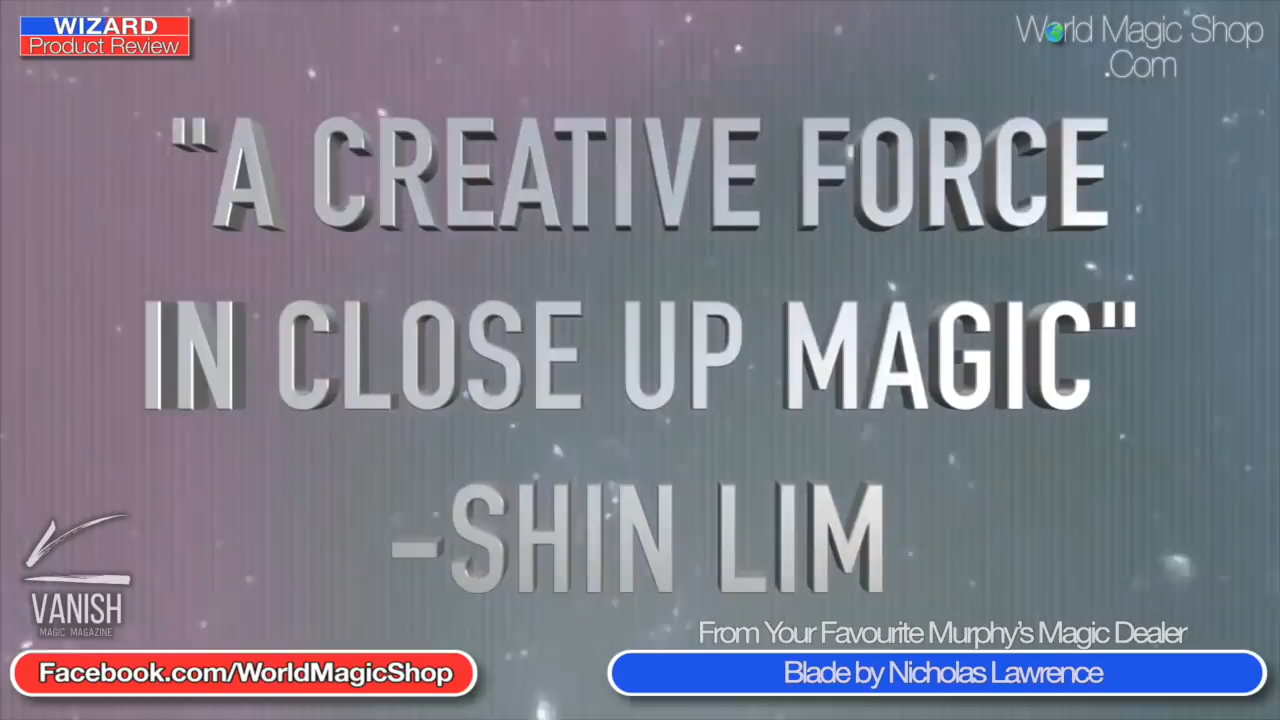 WIZARD
Product Review
World Magic Shop
.Com
"A CREATIVE FORCE
IN CLOSE UP MAGIC"
-SHIN LIM
VANISH
MAGIC MAGAZINE
From Your Favourite Murphy's Magic Dealer
Facebook.com/WorldMagicShop
Blade by Nicholas Lawrence